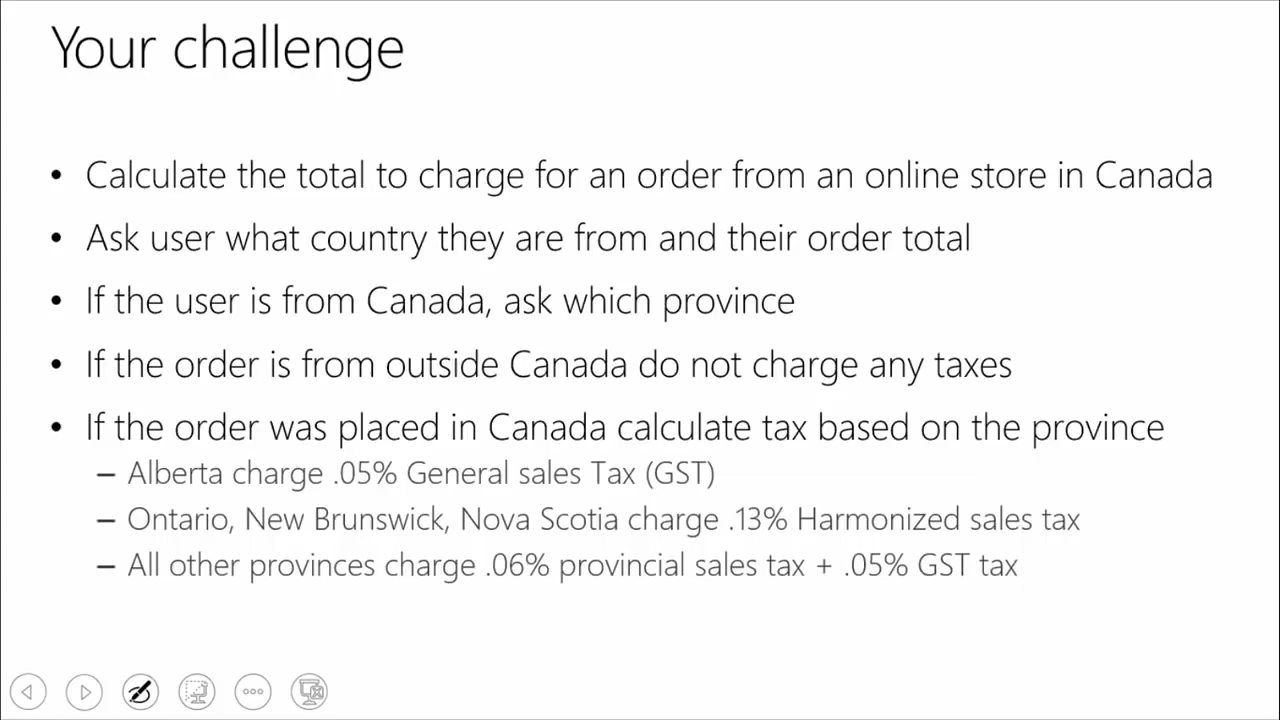 Your challenge
• Calculate the total to charge for an order from an online store in Canada
• Ask user what country they are from and their order total
• If the user is from Canada, ask which province
• If the order is from outside Canada do not charge any taxes
• If the order was placed in Canada calculate tax based on the province
– Alberta charge .05% General sales Tax (GST)
– Ontario, New Brunswick, Nova Scotia charge .13% Harmonized sales tax
– All other provinces charge .06% provincial sales tax + .05% GST tax